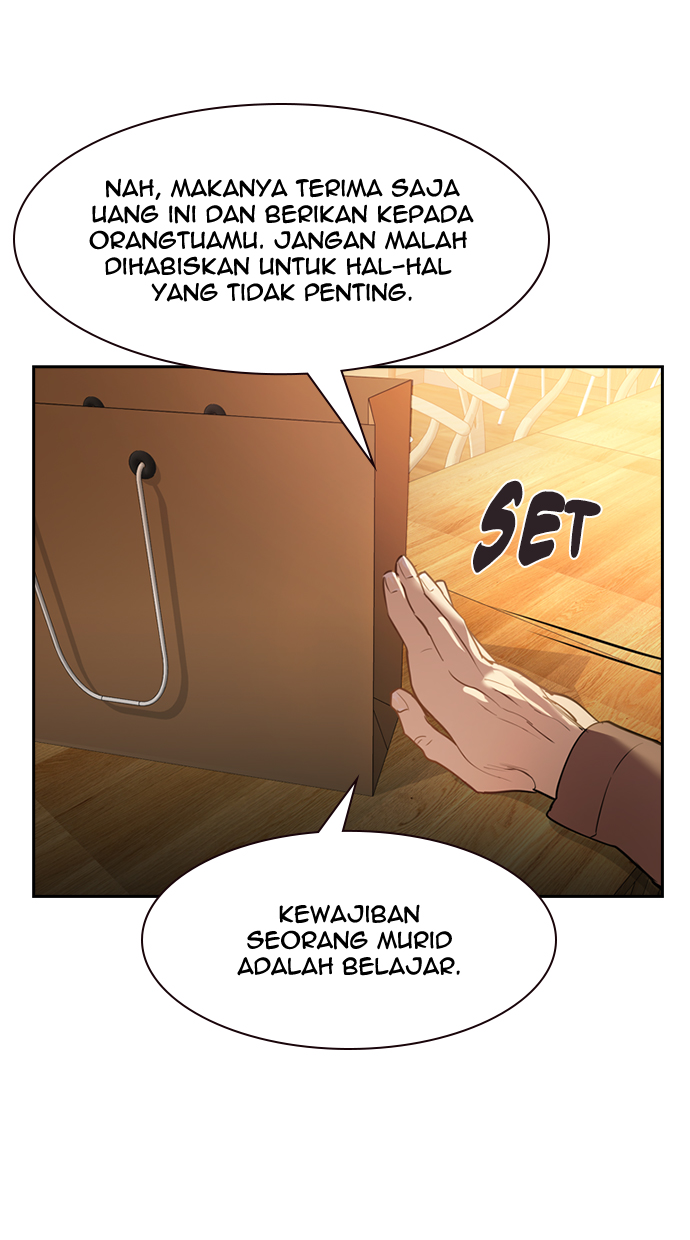 NAH, MAKANYA TERIMA SAJA
UANG INI DAN BERIKAN KEPADA
ORANGTUAMU. JANGAN MALAH
DIHABISKAN UNTUK HAL-HAL
YANG TIDAK PENTING.
SET
KEWAJIBAN
SEORANG MURID
ADALAH BELAJAR.